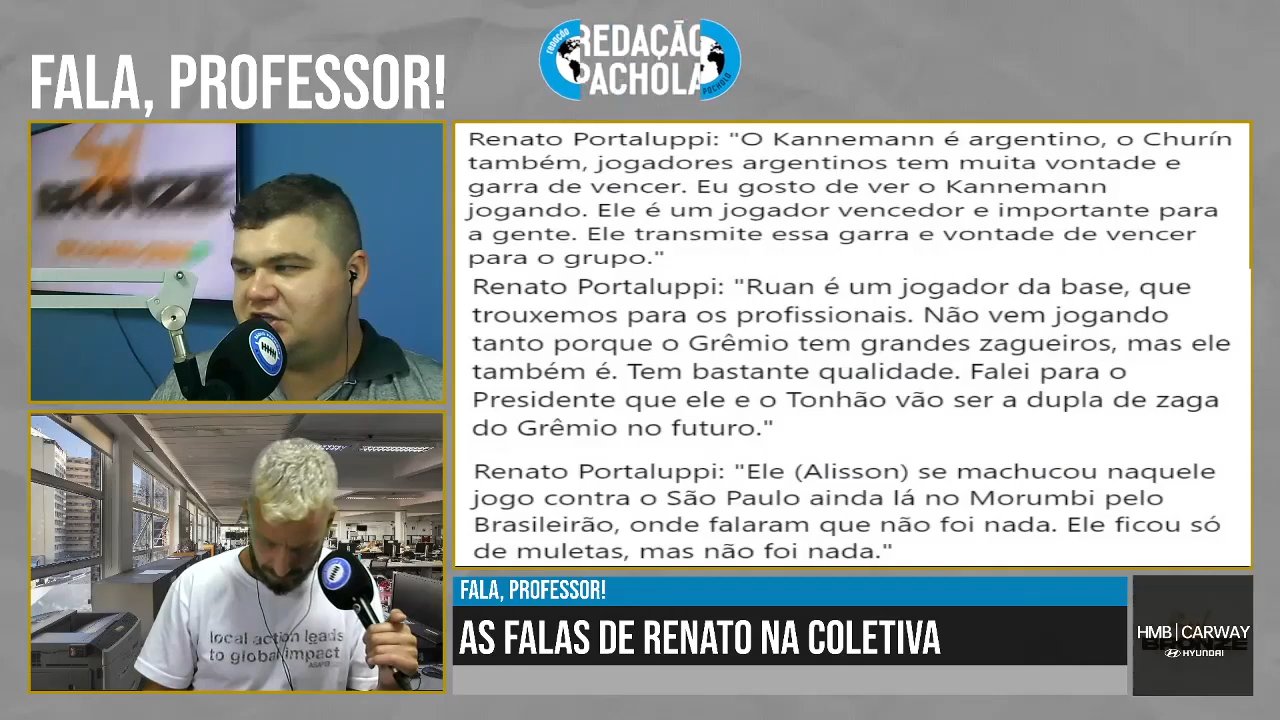 REDAÇÃO
PACHOLA
FALA, PROFESSOR!
Renato Portaluppi: "O Kannemann é argentino, o Churín
também, jogadores argentinos tem muita vontade e
garra de vencer. Eu gosto de ver o Kannemann
jogando. Ele é um jogador vencedor e importante para
a gente. Ele transmite essa garra e vontade de vencer
para o grupo."
Renato Portaluppi: "Ruan é um jogador da base, que
trouxemos para os profissionais. Não vem jogando
tanto porque o Grêmio tem grandes zagueiros, mas ele
também é. Tem bastante qualidade. Falei para o
Presidente que ele e o Tonhão vão ser a dupla de zaga
do Grêmio no futuro."
Renato Portaluppi: "Ele (Alisson) se machucou naquele
jogo contra o São Paulo ainda lá no Morumbi pelo
Brasileirão, onde falaram que não foi nada. Ele ficou só
de muletas, mas não foi nada."
BRONZE
local action leads
to global impact
FALA, PROFESSOR!
AS FALAS DE RENATO NA COLETIVA
HMB | CARWAY
HYUNDAI